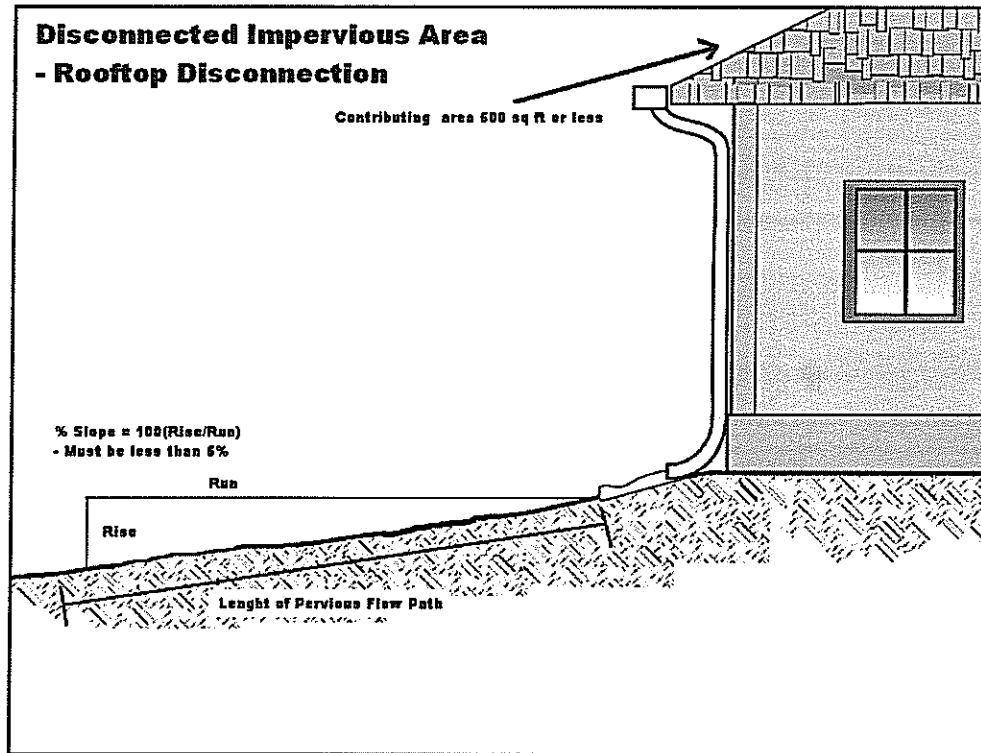 Disconnected Impervious Area
- Rooftop Disconnection
Contributing area 500 sq ft or less
% Slope = 100(Rise/Run)
- Must be less than 5%
Run
Rise
Lenght of Pervious Flow Path